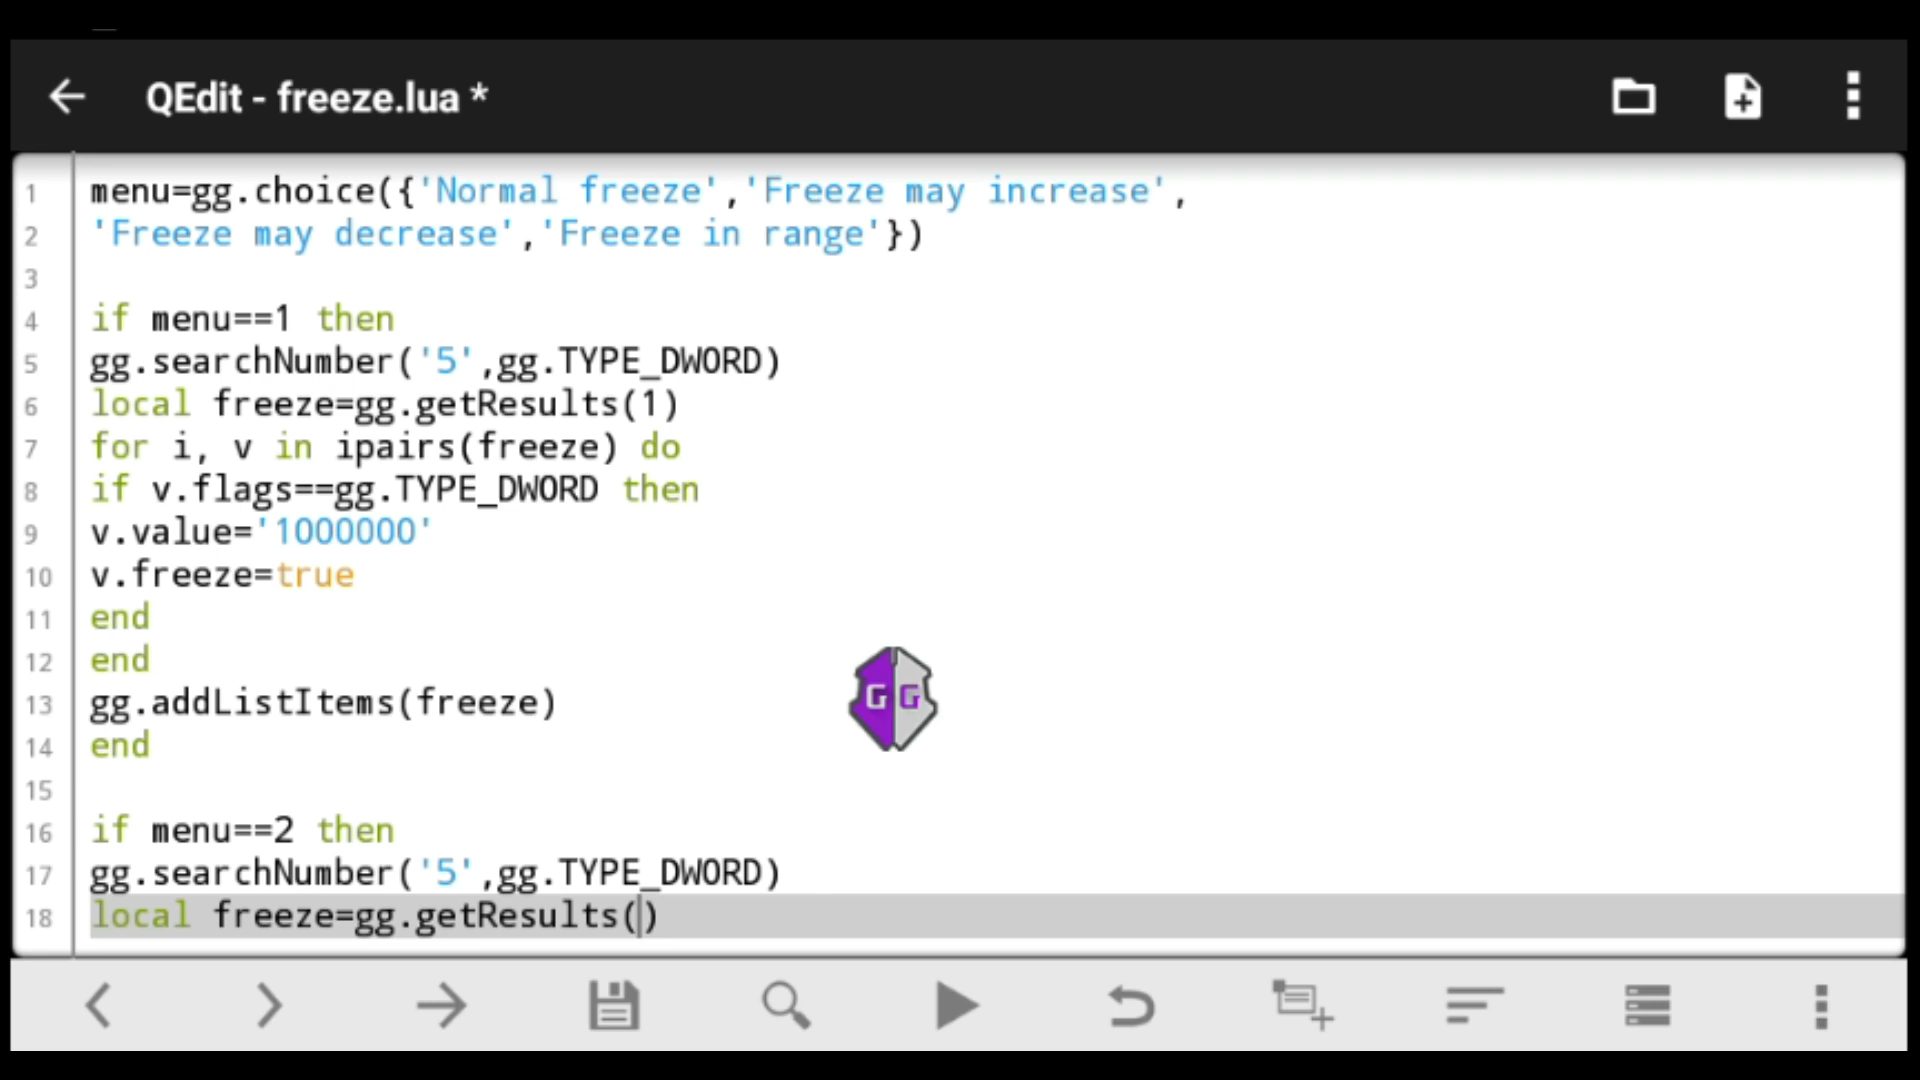 QEdit - freeze.lua *
1 menu=gg.choice({'Normal freeze','Freeze may increase',
2 'Freeze may decrease','Freeze in range'})
3
4 if menu==1 then
5 gg.searchNumber('5',gg.TYPE_DWORD)
6 local freeze=gg.getResults(1)
7 for i, v in ipairs(freeze) do
8 if v.flags==gg.TYPE_DWORD then
9 v.value='1000000'
10 v.freeze=true
11 end
12 end
13 gg.addListItems(freeze)
14 end
15
16 if menu==2 then
17 gg.searchNumber('5',gg.TYPE_DWORD)
18 local freeze=gg.getResults()
GG